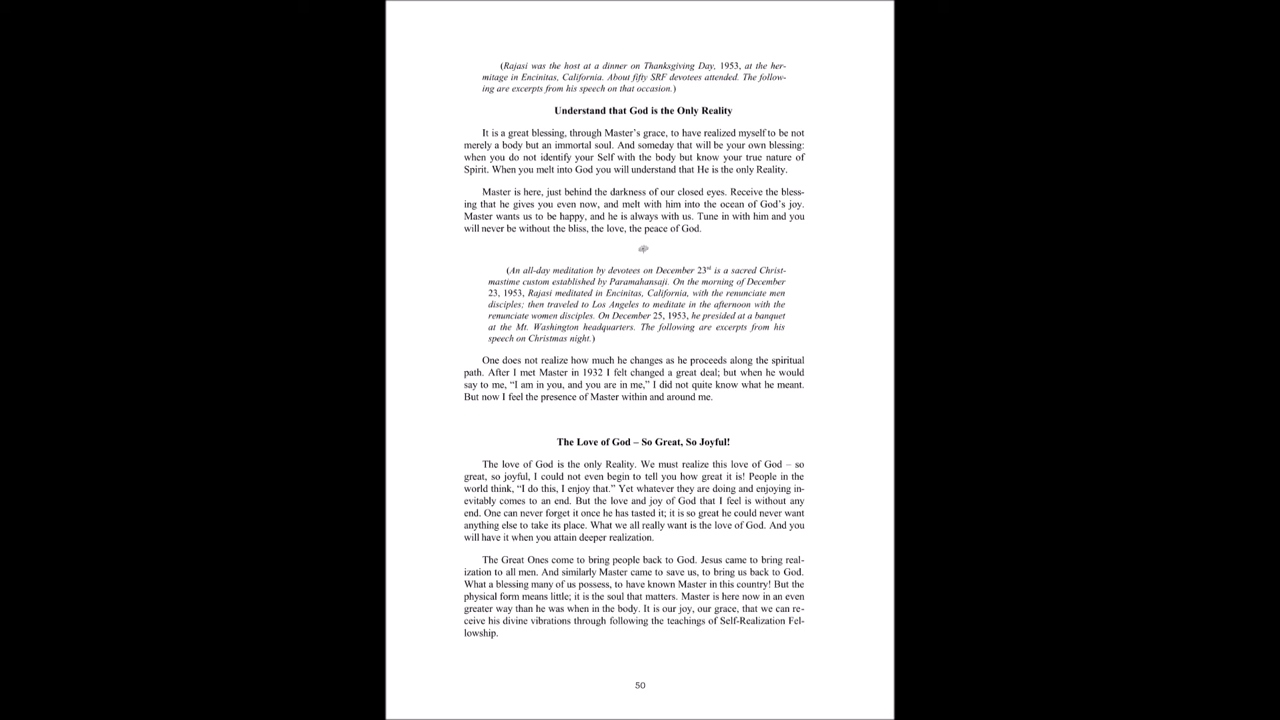 (Rajasi was the host at a dinner on Thanksgiving Day, 1953, at the her-
mitage in Encinitas, California. About fifty SRF devotees attended. The follow-
ing are excerpts from his speech on that occasion.)
Understand that God is the Only Reality
It is a great blessing, through Master's grace, to have realized myself to be not
merely a body but an immortal soul. And someday that will be your own blessing:
when you do not identify your Self with the body but know your true nature of
Spirit. When you melt into God you will understand that He is the only Reality.
Master is here, just behind the darkness of our closed eyes. Receive the bless-
ing that he gives you even now, and melt with him into the ocean of God's joy.
Master wants us to be happy, and he is always with us. Tune in with him and you
will never be without the bliss, the love, the peace of God.
(An all-day meditation by devotees on December 23rd is a sacred Christ-
mastime custom established by Paramahansaji. On the morning of December
23, 1953, Rajasi meditated in Encinitas, California, with the renunciate men
disciples; then traveled to Los Angeles to meditate in the afternoon with the
renunciate women disciples. On December 25, 1953, he presided at a banquet
at the Mt. Washington headquarters. The following are excerpts from his
speech on Christmas night.)
One does not realize how much he changes as he proceeds along the spiritual
path. After I met Master in 1932 I felt changed a great deal; but when he would
say to me, “I am in you, and you are in me,” I did not quite know what he meant.
But now I feel the presence of Master within and around me.
The Love of God – So Great, So Joyful!
The love of God is the only Reality. We must realize this love of God – so
great, so joyful, I could not even begin to tell you how great it is! People in the
world think, “I do this, I enjoy that.” Yet whatever they are doing and enjoying in-
evitably comes to an end. But the love and joy of God that I feel is without any
end. One can never forget it once he has tasted it; it is so great he could never want
anything else to take its place. What we all really want is the love of God. And you
will have it when you attain deeper realization.
The Great Ones come to bring people back to God. Jesus came to bring real-
ization to all men. And similarly Master came to save us, to bring us back to God.
What a blessing many of us possess, to have known Master in this country! But the
physical form means little; it is the soul that matters. Master is here now in an even
greater way than he was when in the body. It is our joy, our grace, that we can re-
ceive his divine vibrations through following the teachings of Self-Realization Fel-
lowship.
50